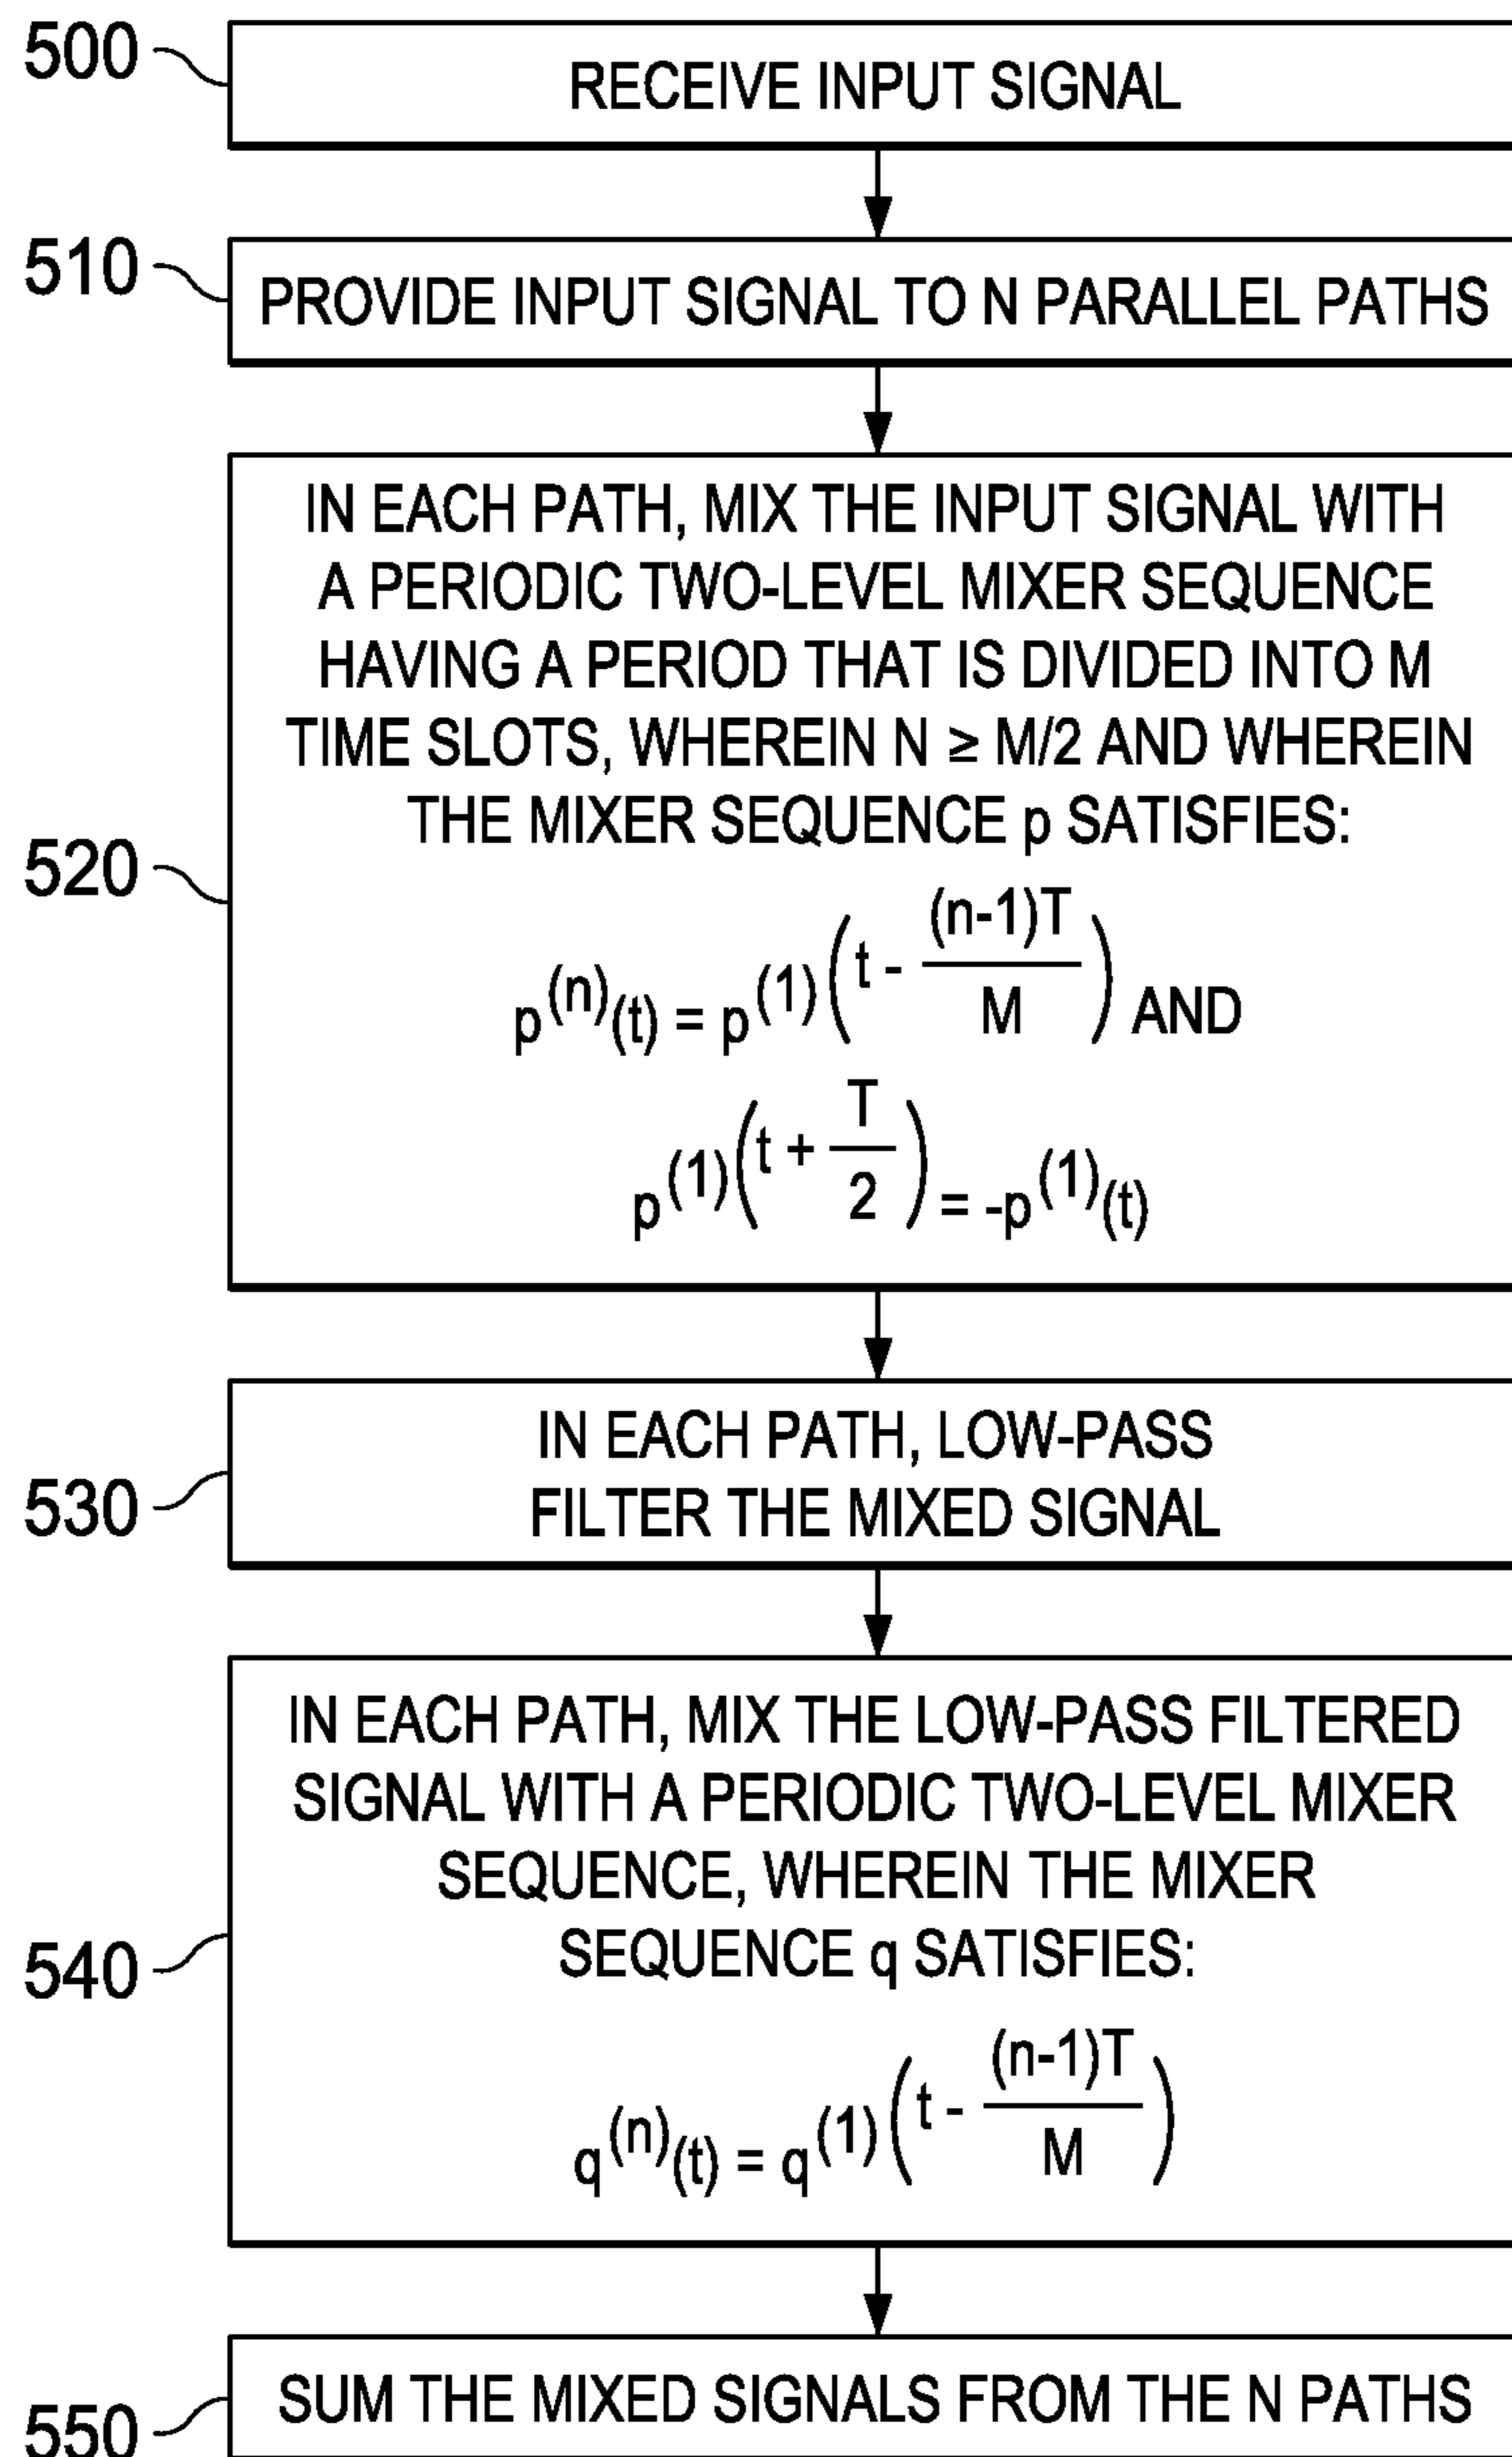 500
RECEIVE INPUT SIGNAL
510
PROVIDE INPUT SIGNAL TO N PARALLEL PATHS
520
IN EACH PATH, MIX THE INPUT SIGNAL WITH
A PERIODIC TWO-LEVEL MIXER SEQUENCE
HAVING A PERIOD THAT IS DIVIDED INTO M
TIME SLOTS, WHEREIN N ≥ M/2 AND WHEREIN
THE MIXER SEQUENCE p SATISFIES:
p^(n)(t) = p^(1)(t - (n-1)T/M) AND
p^(1)(t + T/2) = -p^(1)(t)
530
IN EACH PATH, LOW-PASS
FILTER THE MIXED SIGNAL
540
IN EACH PATH, MIX THE LOW-PASS FILTERED
SIGNAL WITH A PERIODIC TWO-LEVEL MIXER
SEQUENCE, WHEREIN THE MIXER
SEQUENCE q SATISFIES:
q^(n)(t) = q^(1)(t - (n-1)T/M)
550
SUM THE MIXED SIGNALS FROM THE N PATHS